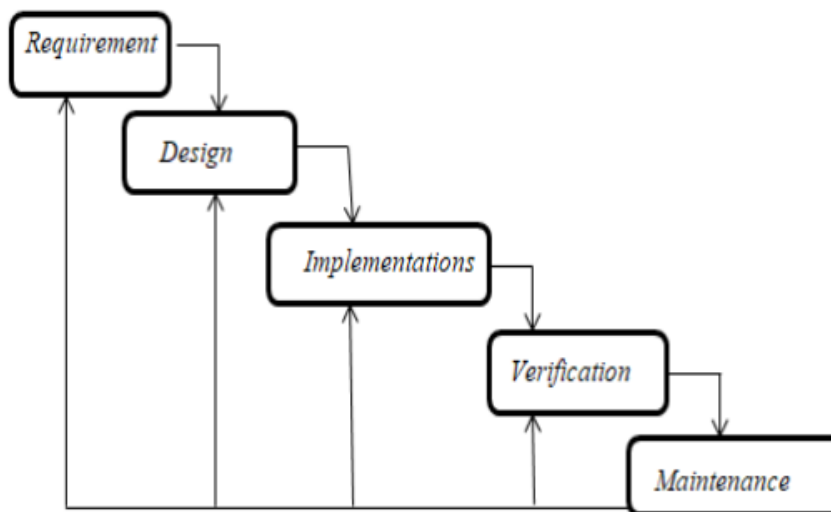 Requirement
Design
Implementations
Verification
Maintenance